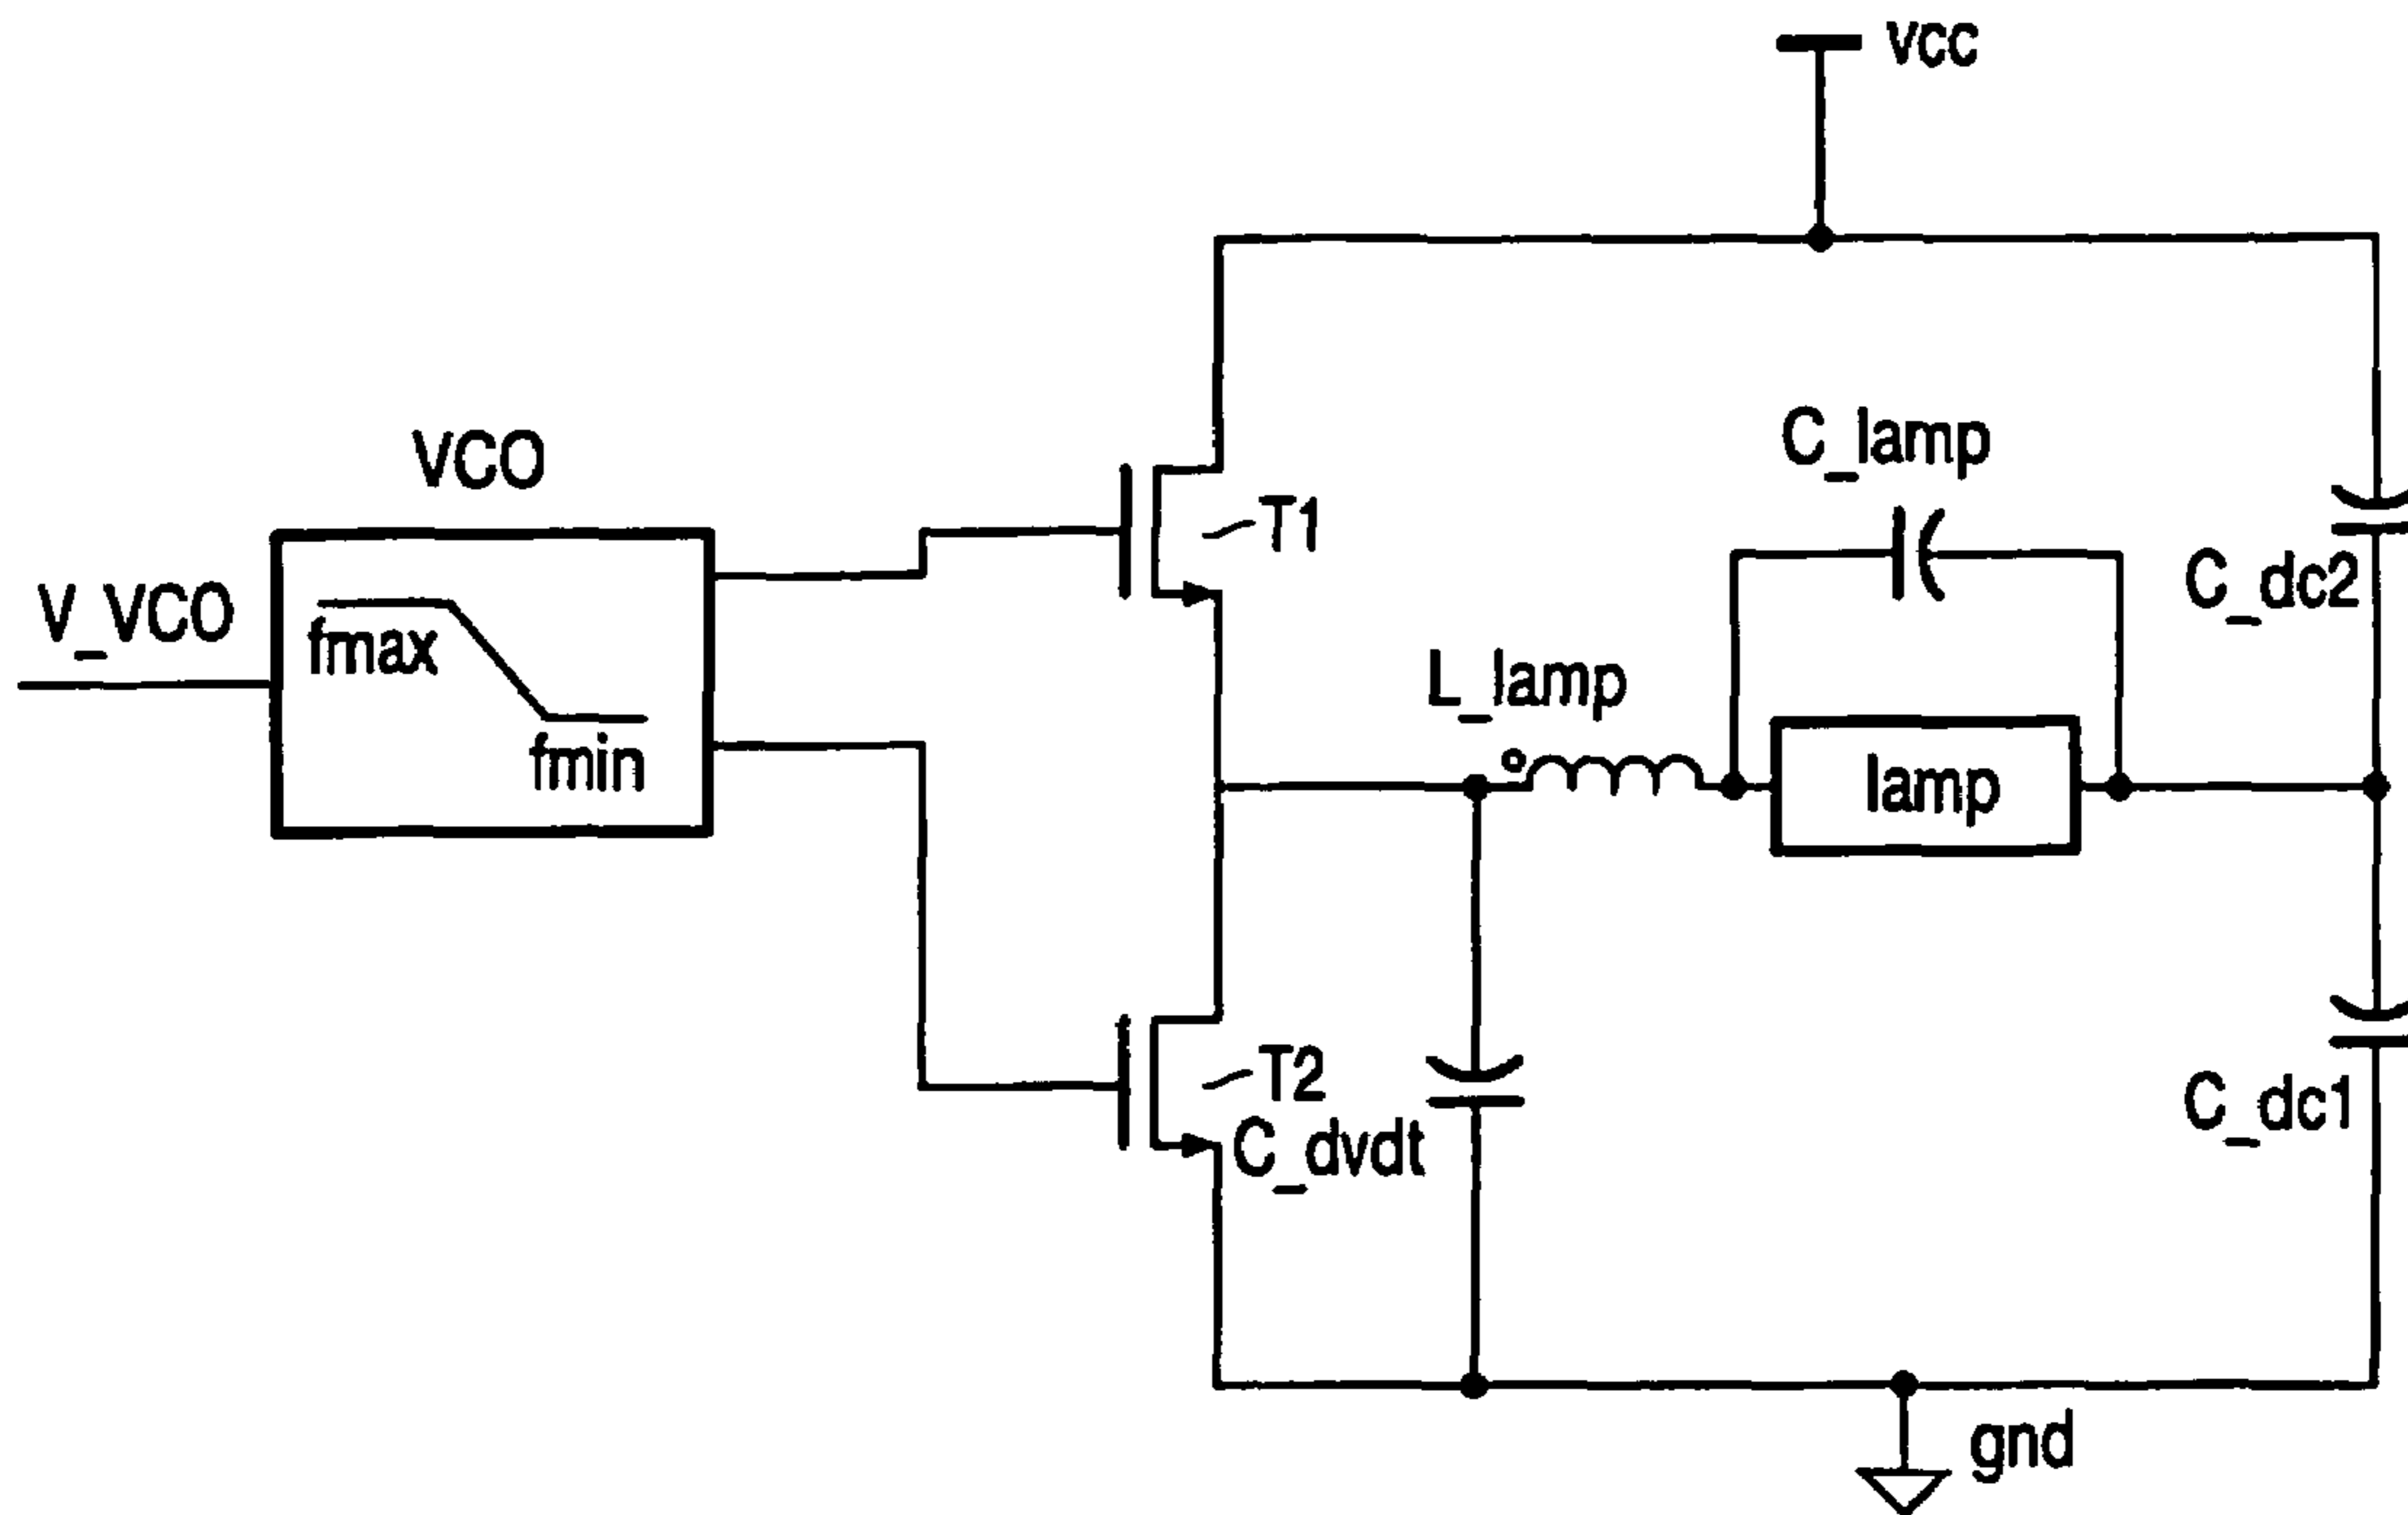 vcc
VCO
C_lamp
T1
C_dc2
V_VCO
fmax
L_lamp
fmin
lamp
T2
C_dvdt
C_dc1
gnd